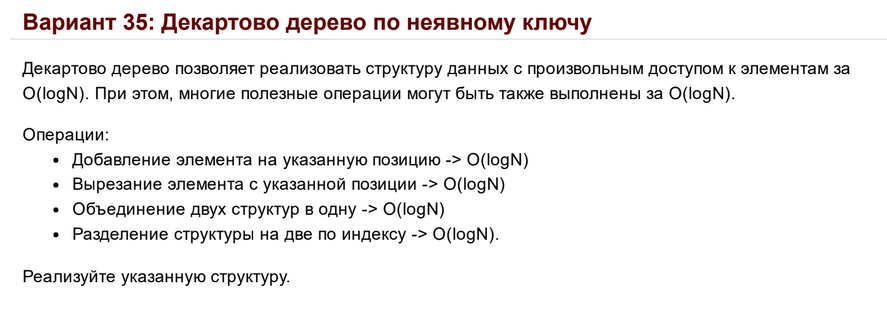 Вариант 35: Декартово дерево по неявному ключу
Декартово дерево позволяет реализовать структуру данных с произвольным доступом к элементам за
O(logN). При этом, многие полезные операции могут быть также выполнены за O(logN).
Операции:
• Добавление элемента на указанную позицию -> O(logN)
• Вырезание элемента с указанной позиции -> O(logN)
• Объединение двух структур в одну -> O(logN)
• Разделение структуры на две по индексу -> O(logN).
Реализуйте указанную структуру.